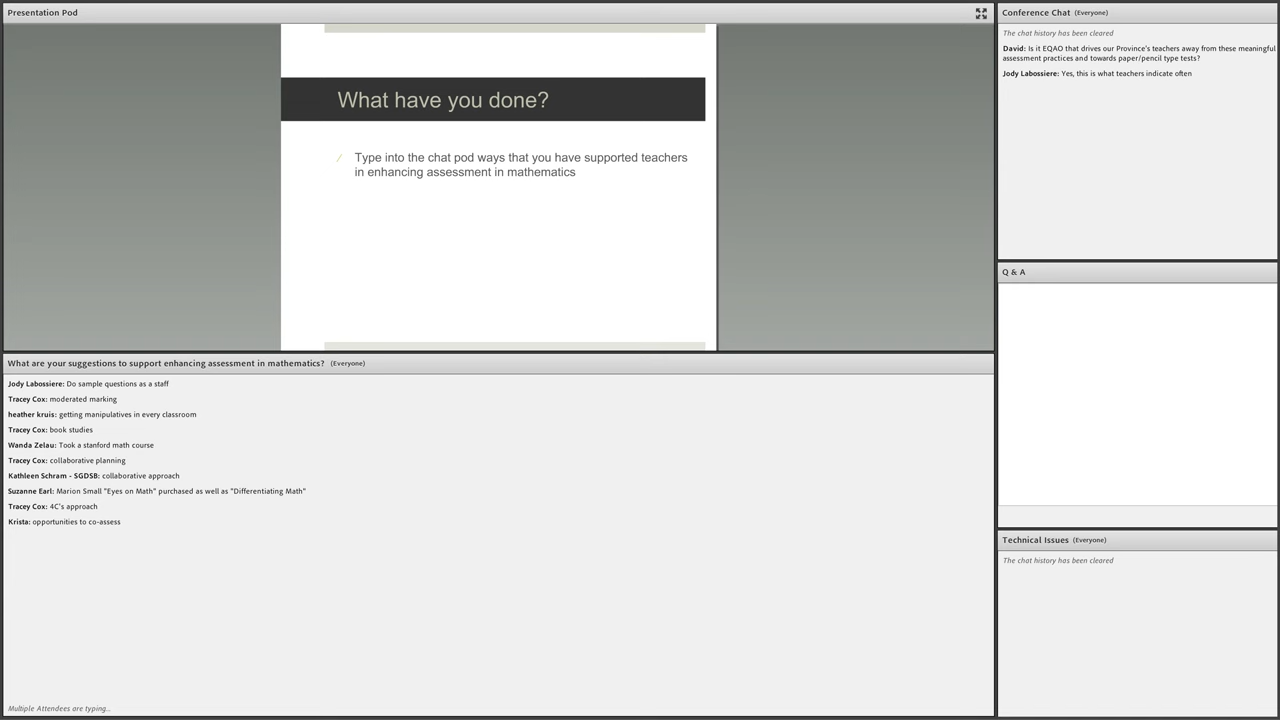 Presentation Pod
What have you done?
Type into the chat pod ways that you have supported teachers
in enhancing assessment in mathematics
What are your suggestions to support enhancing assessment in mathematics? (Everyone)
Jody Labossiere: Do sample questions as a staff
Tracey Cox: moderated marking
heather kruis: getting manipulatives in every classroom
Tracey Cox: book studies
Wanda Zelau: Took a stanford math course
Tracey Cox: collaborative planning
Kathleen Schram - SGDSB: collaborative approach
Suzanne Earl: Marion Small "Eyes on Math" purchased as well as "Differentiating Math"
Tracey Cox: 4C's approach
Krista: opportunities to co-assess
Multiple Attendees are typing...
Conference Chat (Everyone)
The chat history has been cleared
David: Is it EQAO that drives our Province's teachers away from these meaningful
assessment practices and towards paper/pencil type tests?
Jody Labossiere: Yes, this is what teachers indicate often
Q & A
Technical Issues (Everyone)
The chat history has been cleared